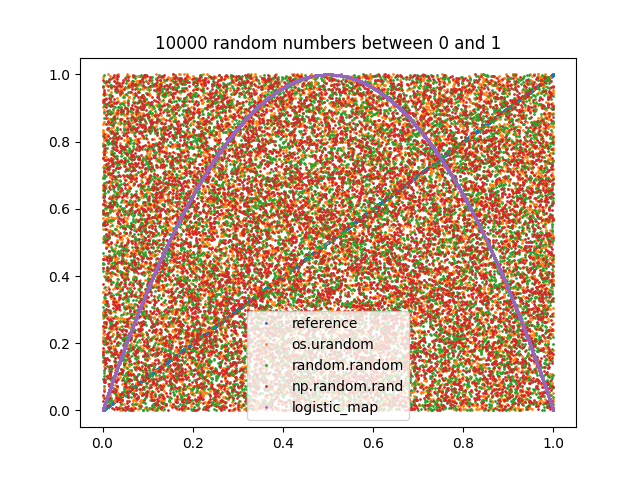 10000 random numbers between 0 and 1
1.0
0.8
0.6
0.4
0.2
0.0
reference
os.urandom
random.random
np.random.rand
logistic_map
0.0 0.2 0.4 0.6 0.8 1.0